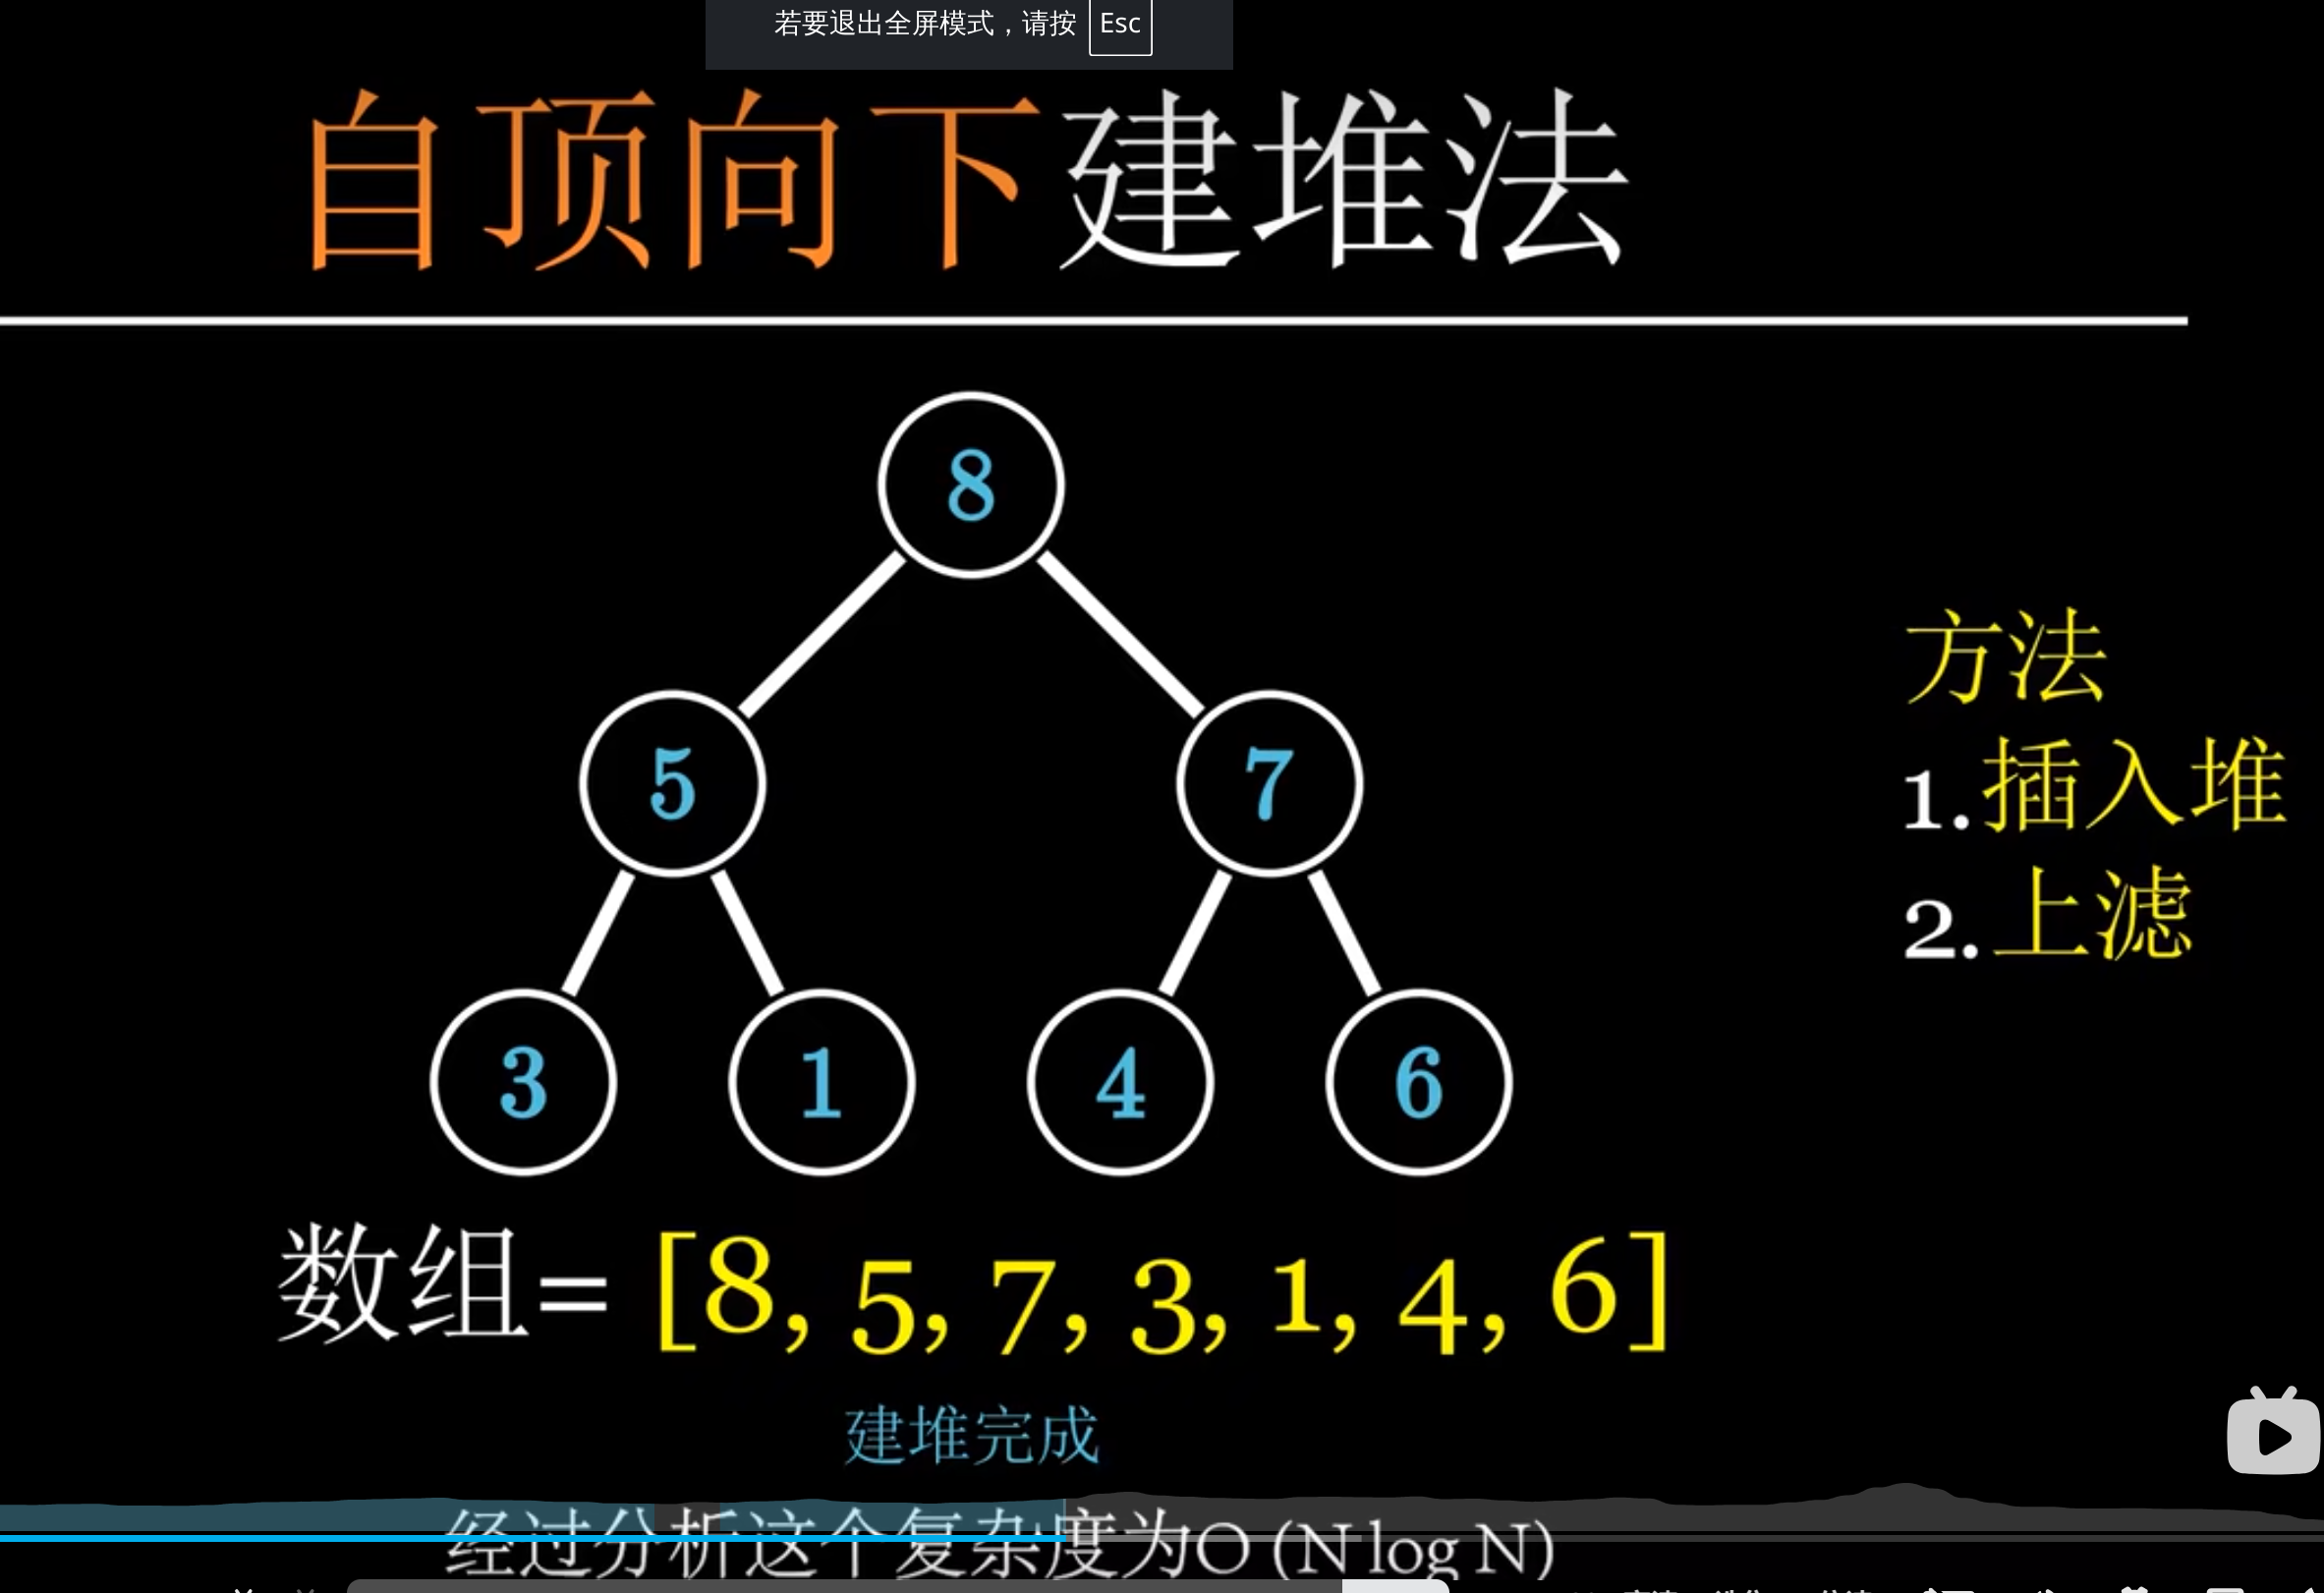 若要退出全屏模式，请按 Esc
自顶向下建堆法
8
5 7
3 1 4 6
方法
1.插入堆
2.上滤
数组= [8, 5, 7, 3, 1, 4, 6]
建堆完成
经过分析这个复杂度为O (N log N)